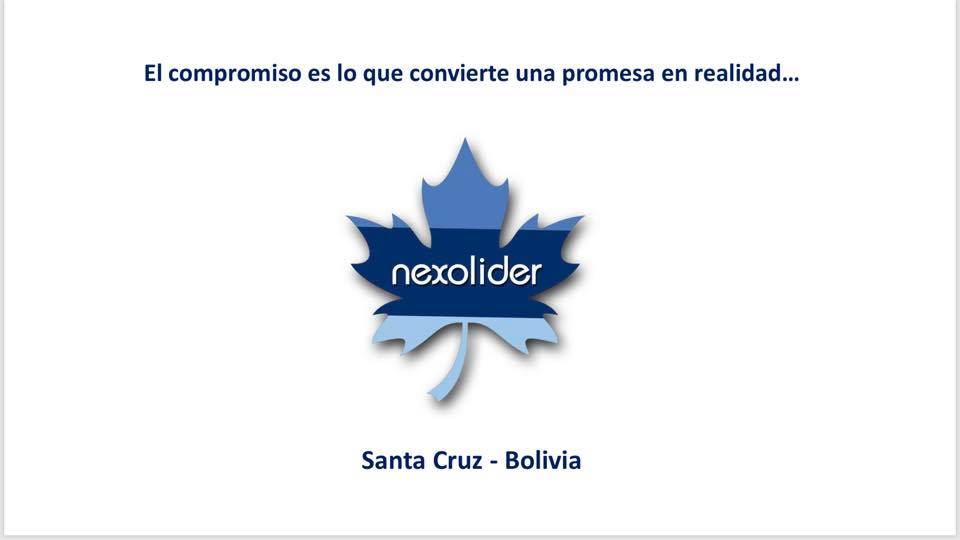 El compromiso es lo que convierte una promesa en realidad...
nexolider
Santa Cruz - Bolivia